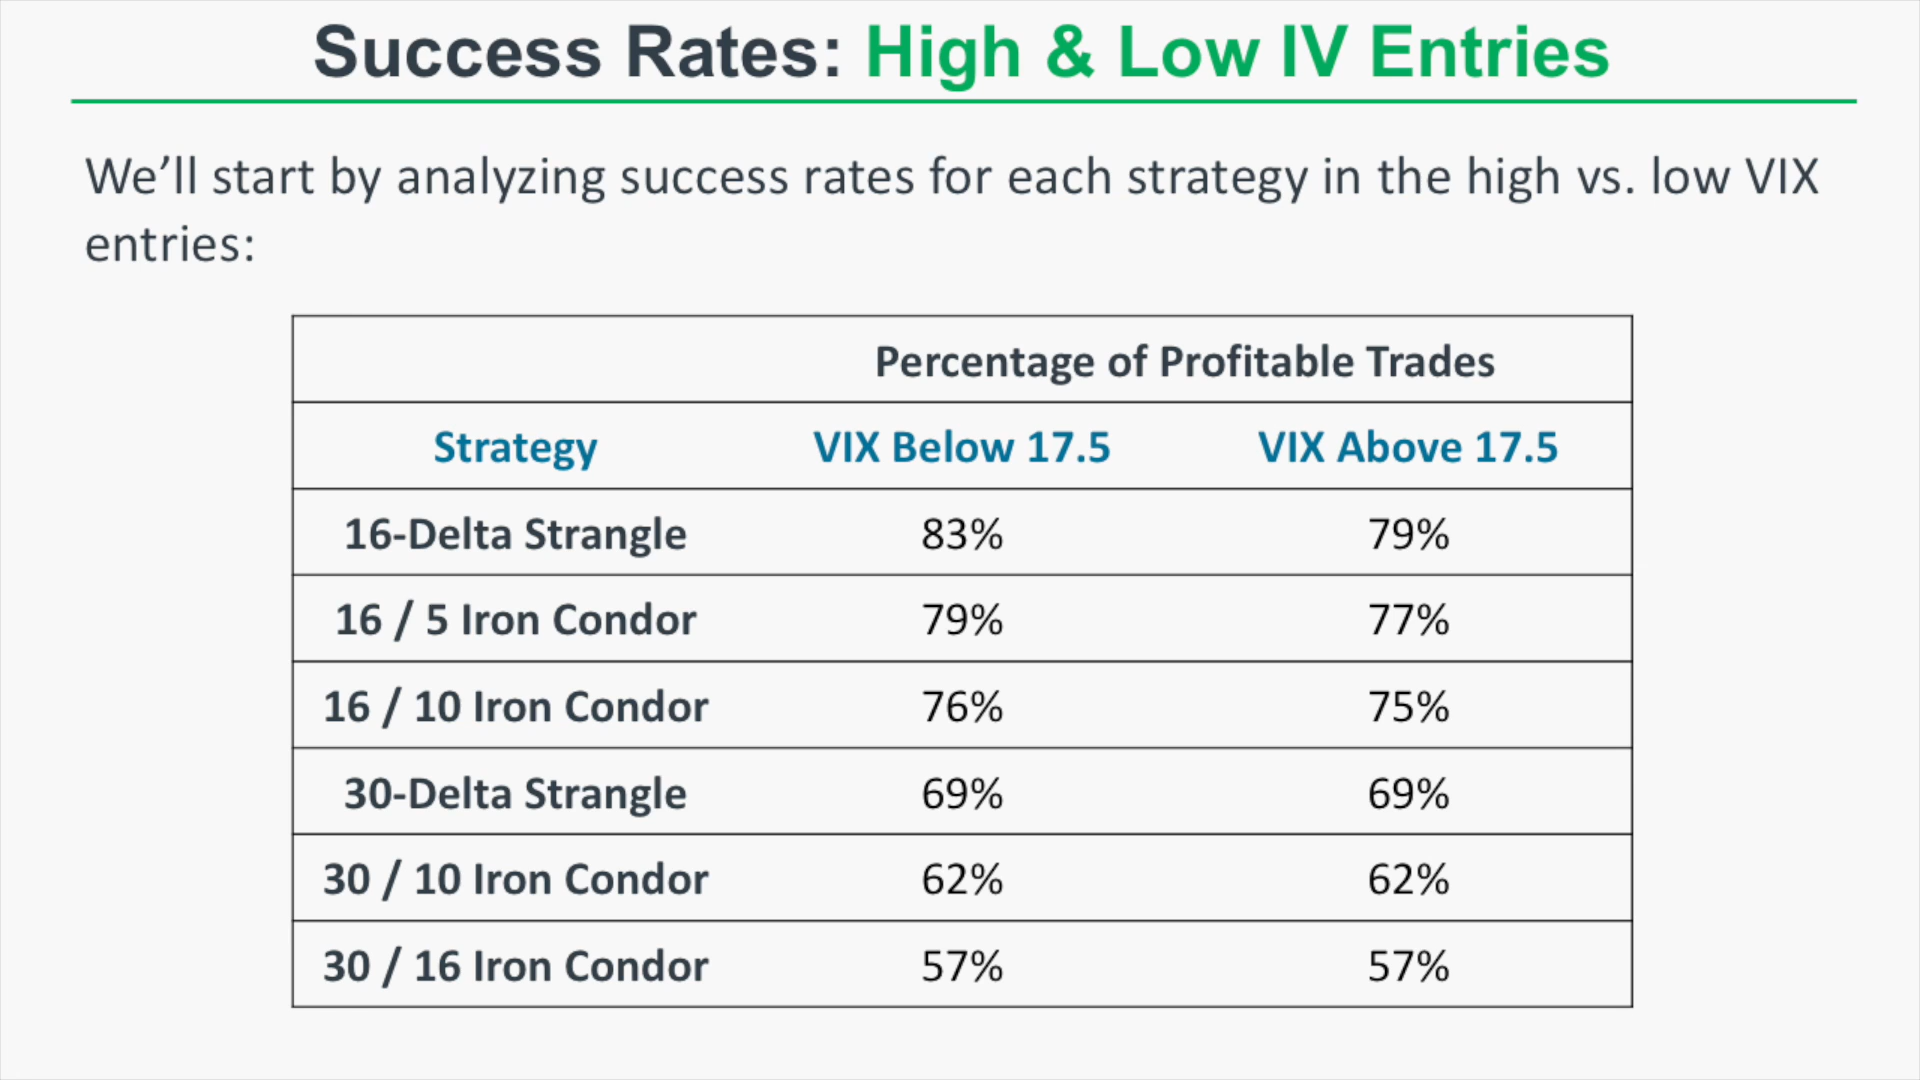 Success Rates: High & Low IV Entries
We’ll start by analyzing success rates for each strategy in the high vs. low VIX
entries:
Percentage of Profitable Trades
Strategy VIX Below 17.5 VIX Above 17.5
16-Delta Strangle 83% 79%
16 / 5 Iron Condor 79% 77%
16 / 10 Iron Condor 76% 75%
30-Delta Strangle 69% 69%
30 / 10 Iron Condor 62% 62%
30 / 16 Iron Condor 57% 57%